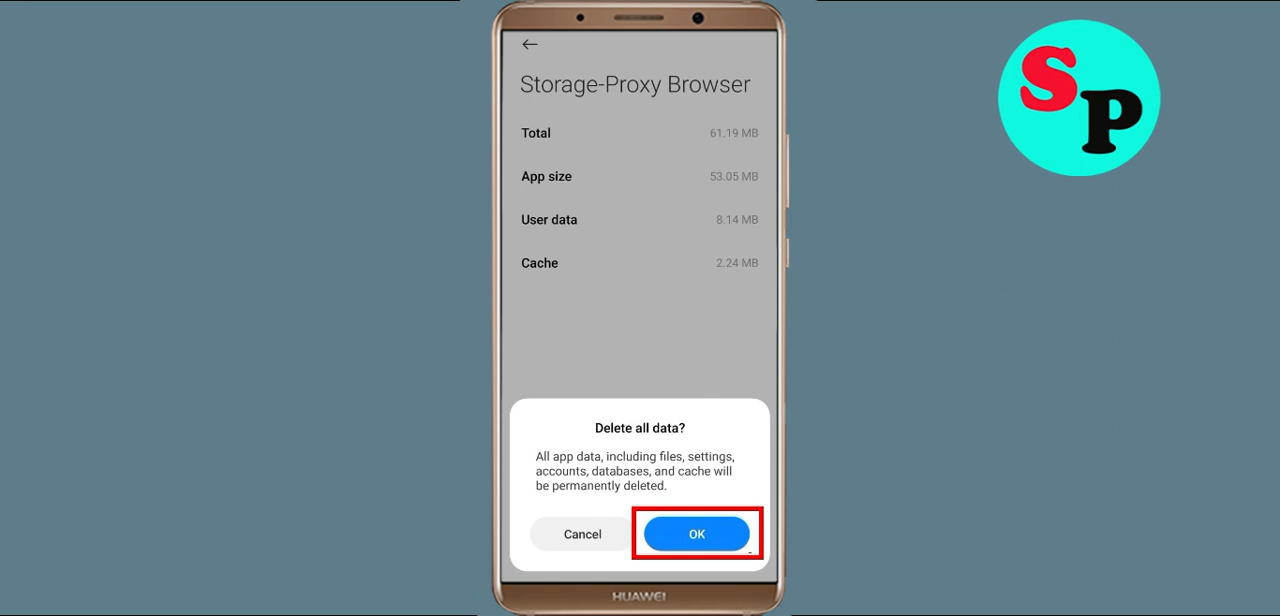 Storage-Proxy Browser
Total 61.19 MB
App size 53.05 MB
User data 8.14 MB
Cache 2.24 MB
Delete all data?
All app data, including files, settings,
accounts, databases, and cache will
be permanently deleted.
Cancel OK
HUAWEI
S
P